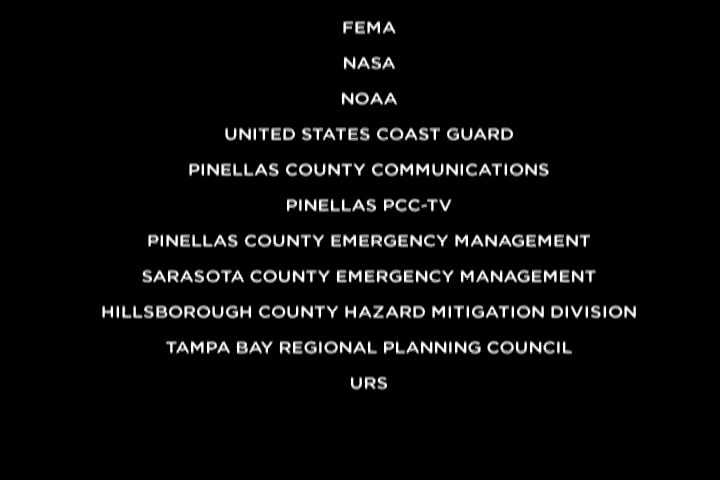 FEMA
NASA
NOAA
UNITED STATES COAST GUARD
PINELLAS COUNTY COMMUNICATIONS
PINELLAS PCC-TV
PINELLAS COUNTY EMERGENCY MANAGEMENT
SARASOTA COUNTY EMERGENCY MANAGEMENT
HILLSBOROUGH COUNTY HAZARD MITIGATION DIVISION
TAMPA BAY REGIONAL PLANNING COUNCIL
URS